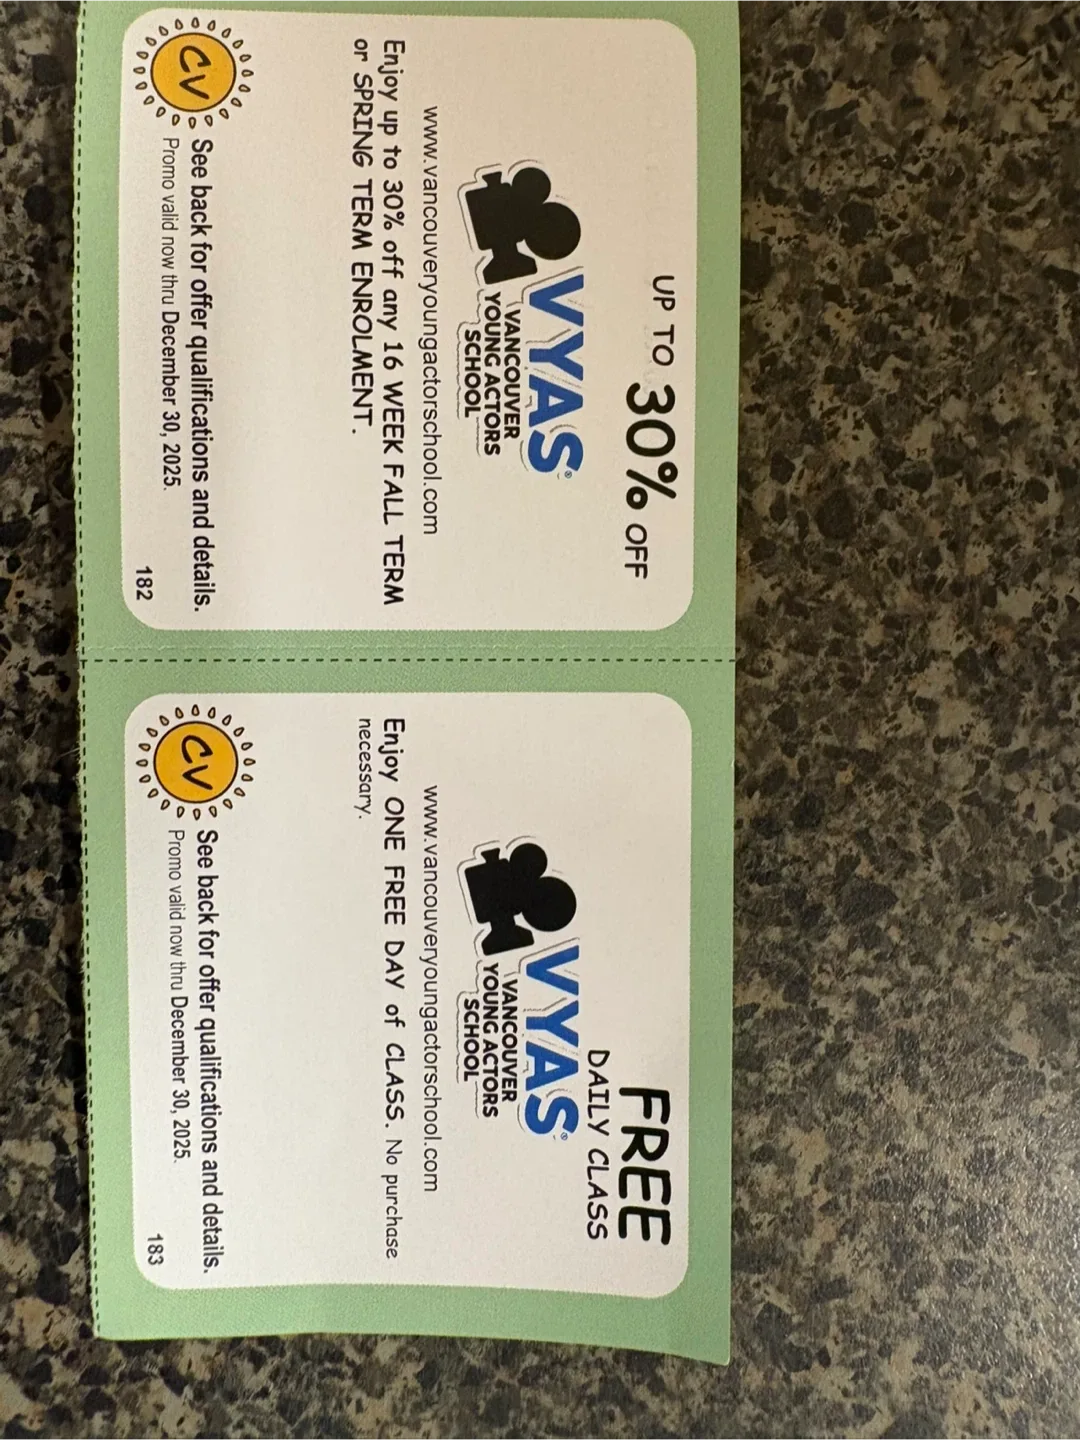 UP TO 30% OFF
VYAS®
VANCOUVER
YOUNG ACTORS
SCHOOL
www.vancouveryoungactorschool.com
Enjoy up to 30% off any 16 WEEK FALL TERM
or SPRING TERM ENROLMENT.
CV
See back for offer qualifications and details.
Promo valid now thru December 30, 2025.
182
FREE
DAILY CLASS
VYAS®
VANCOUVER
YOUNG ACTORS
SCHOOL
www.vancouveryoungactorschool.com
Enjoy ONE FREE DAY of CLASS. No purchase
necessary.
CV
See back for offer qualifications and details.
Promo valid now thru December 30, 2025.
183